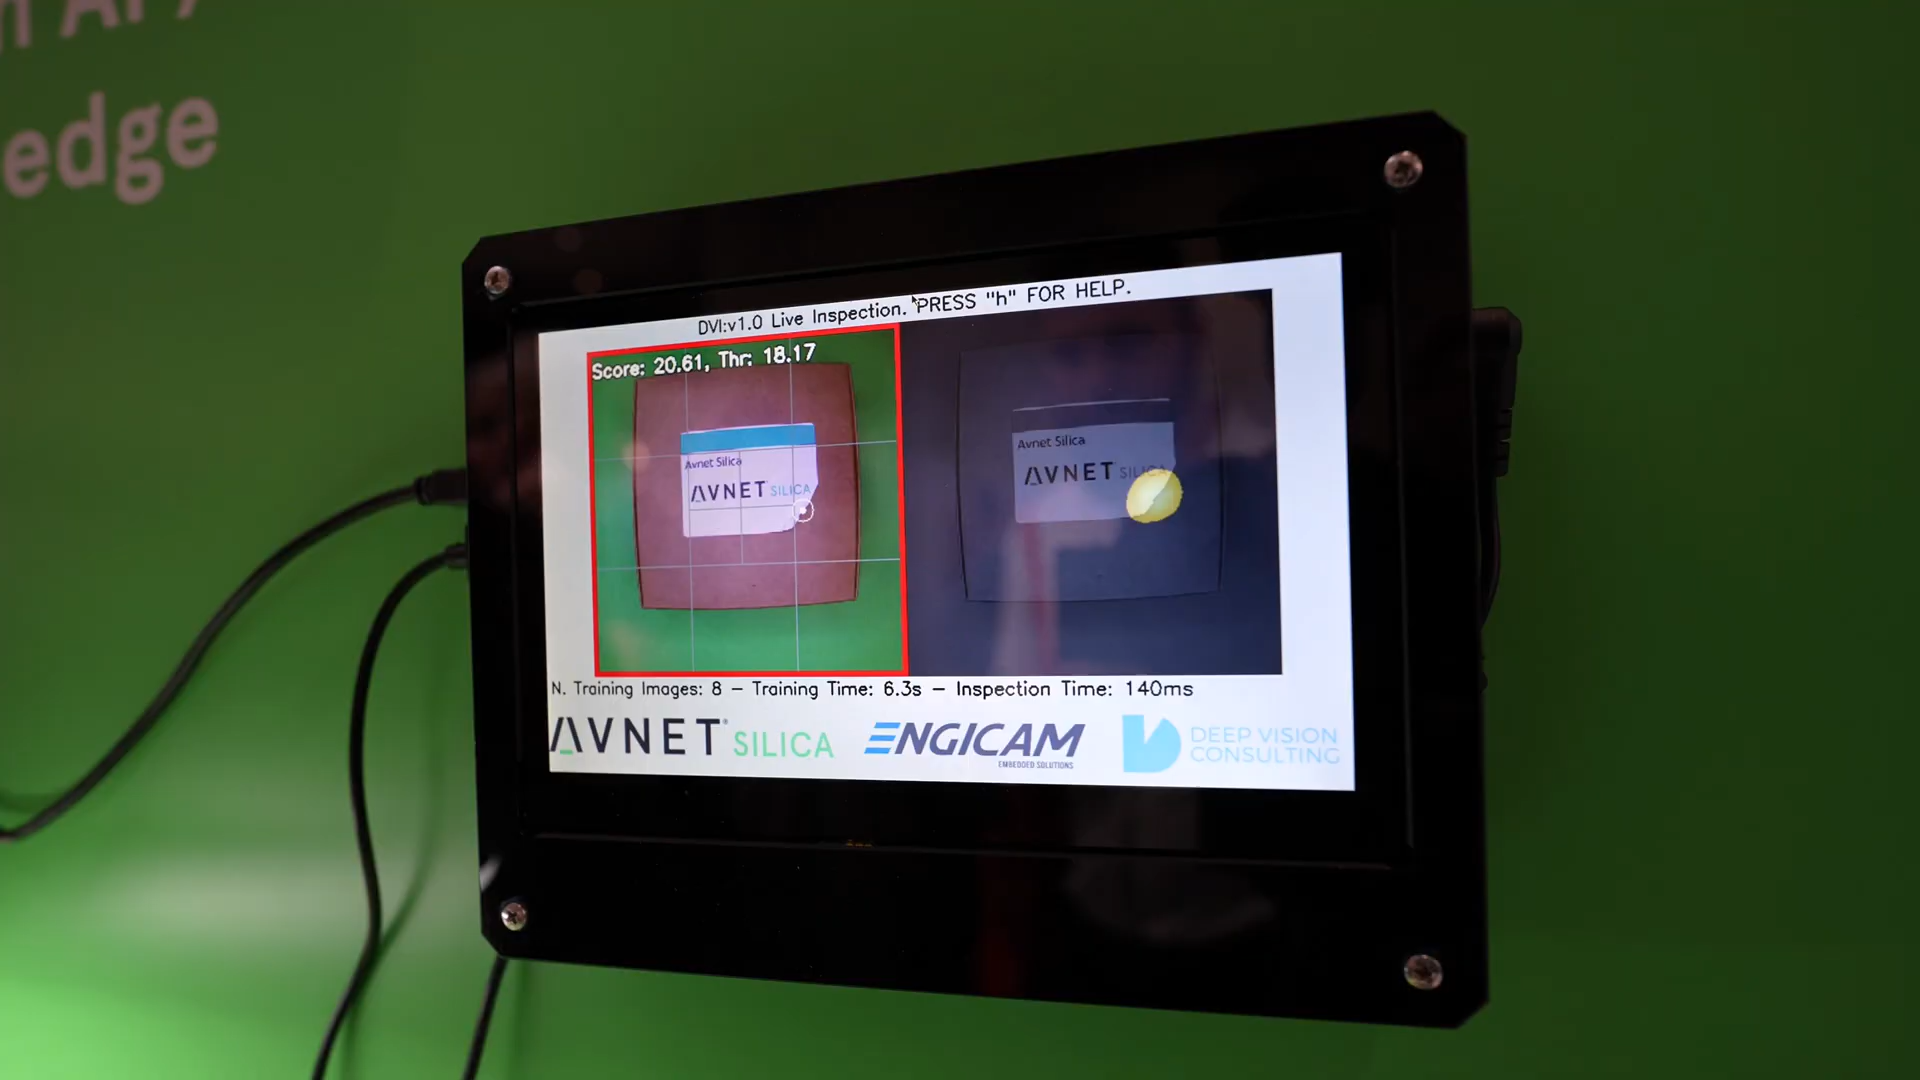 edge
DVI:v1.0 Live Inspection. PRESS "h" FOR HELP.
Score: 20.61, Thr: 18.17
Avnet Silica
AVNET SILICA
Avnet Silica
AVNET SILICA
N. Training Images: 8 - Training Time: 6.3s - Inspection Time: 140ms
AVNET SILICA
ENGICAM
EMBEDDED SOLUTIONS
DEEP VISION
CONSULTING